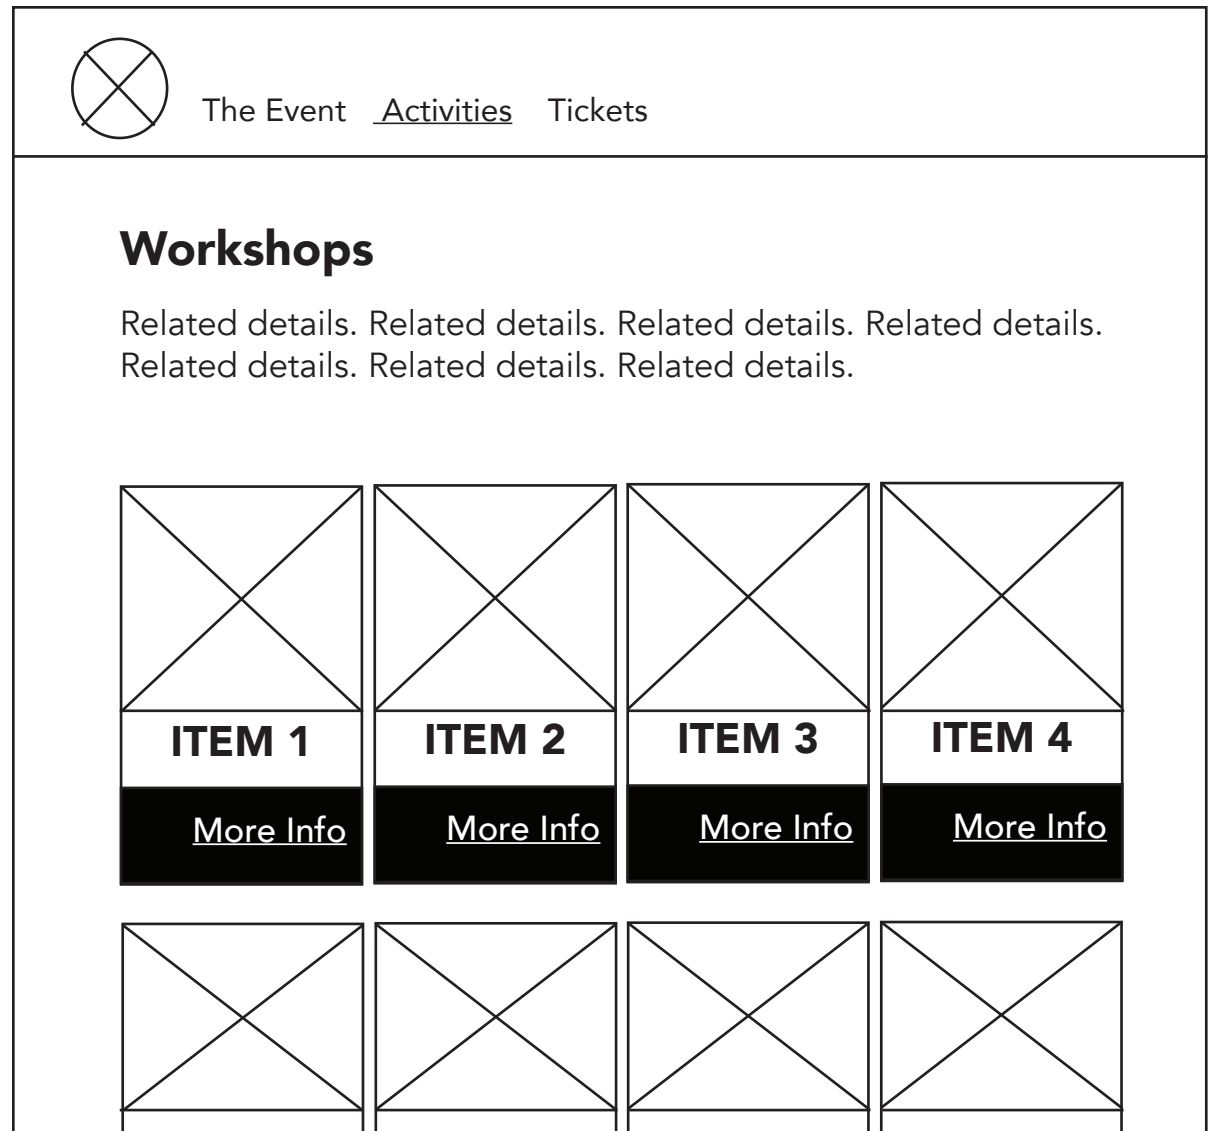 The Event Activities Tickets
Workshops
Related details. Related details. Related details. Related details.
Related details. Related details. Related details.
ITEM 1 ITEM 2 ITEM 3 ITEM 4
More Info More Info More Info More Info